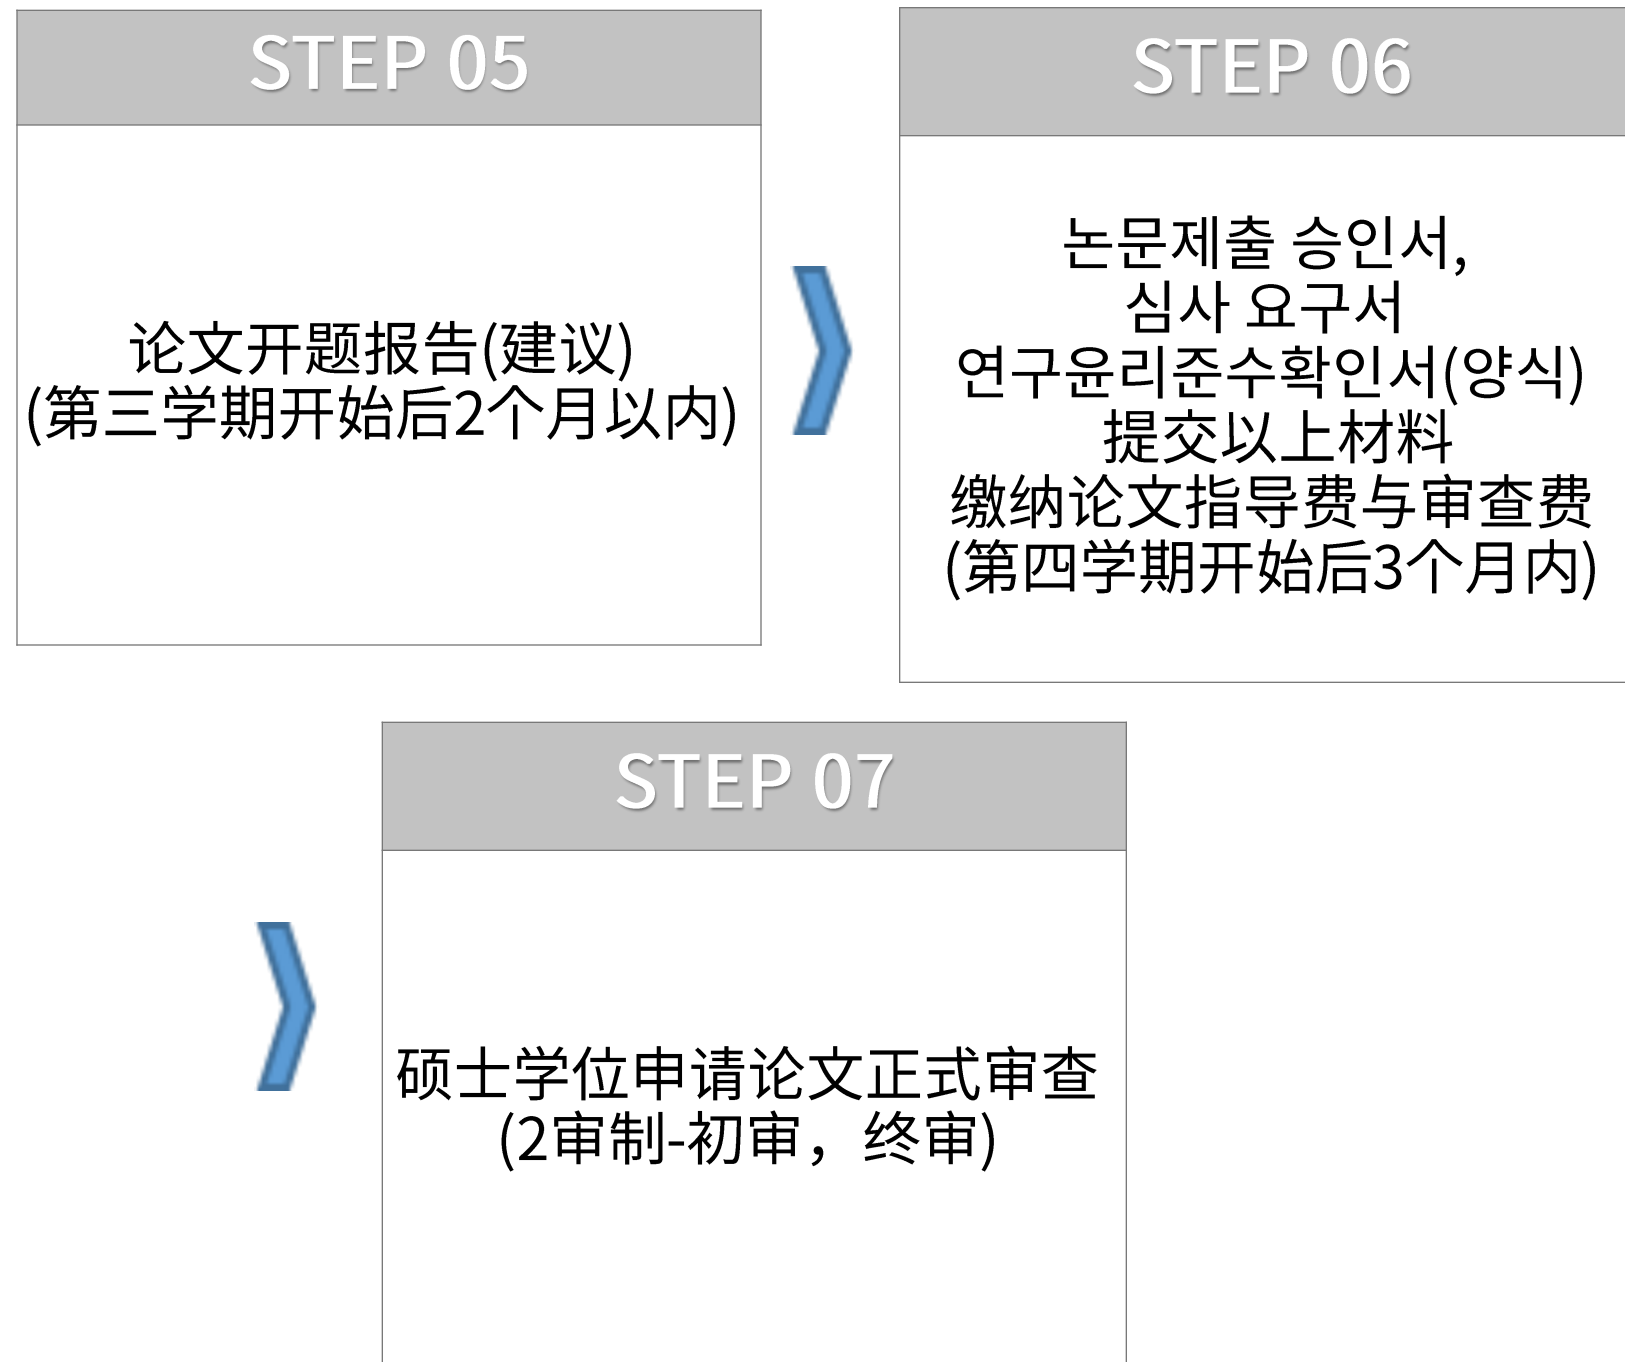 STEP 05
论文开题报告(建议)
(第三学期开始后2个月以内)
STEP 06
논문제출 승인서,
심사 요구서
연구윤리준수확인서(양식)
提交以上材料
缴纳论文指导费与审查费
(第四学期开始后3个月内)
STEP 07
硕士学位申请论文正式审查
(2审制-初审，终审)